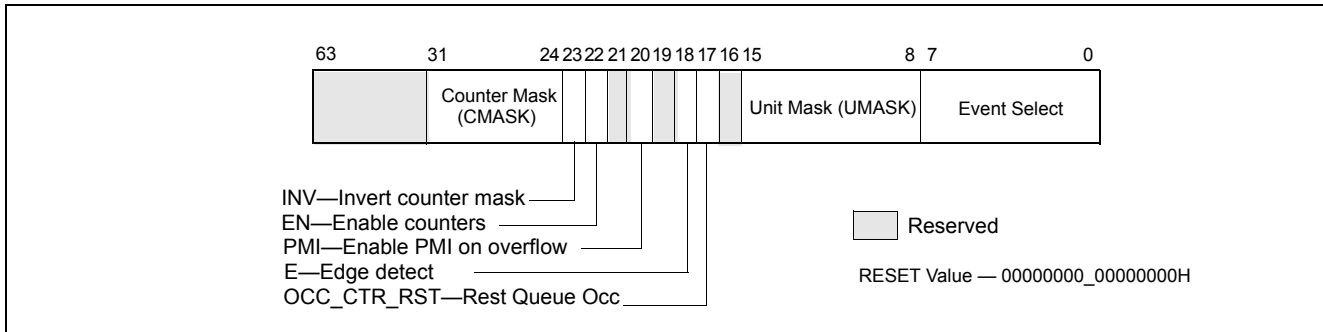 63 31 24 23 22 21 20 19 18 17 16 15 8 7 0
Counter Mask
(CMASK)
Unit Mask (UMASK)
Event Select
INV—Invert counter mask
EN—Enable counters
PMI—Enable PMI on overflow
E—Edge detect
OCC_CTR_RST—Rest Queue Occ
Reserved
RESET Value — 00000000_00000000H